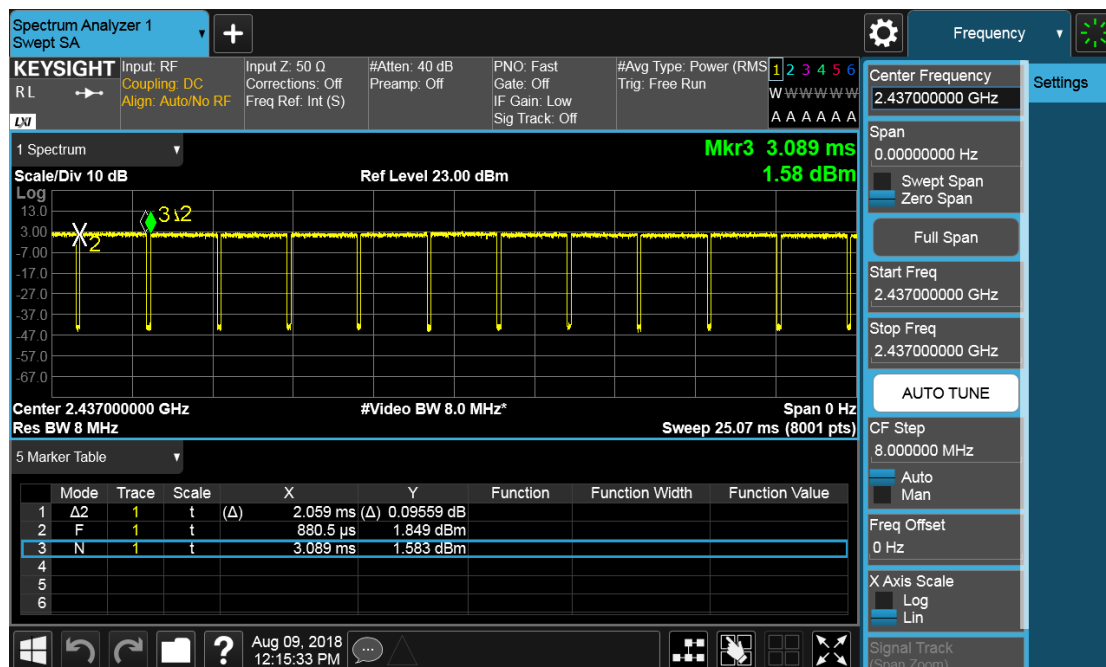 Spectrum Analyzer 1
Swept SA
Frequency
KEYSIGHT
RL
LXI
Input: RF
Coupling: DC
Align: Auto/No RF
Input Z: 50 Ω
Corrections: Off
Freq Ref: Int (S)
#Atten: 40 dB
Preamp: Off
PNO: Fast
Gate: Off
IF Gain: Low
Sig Track: Off
#Avg Type: Power (RMS
Trig: Free Run
1 2 3 4 5 6
W W W W W W
A A A A A A
1 Spectrum
Mkr3 3.089 ms
1.58 dBm
Scale/Div 10 dB
Ref Level 23.00 dBm
Log
13.0
3.00
-7.00
-17.0
-27.0
-37.0
-47.0
-57.0
-67.0
2
3 1Δ2
Center 2.437000000 GHz
#Video BW 8.0 MHz*
Span 0 Hz
Res BW 8 MHz
Sweep 25.07 ms (8001 pts)
5 Marker Table
Mode Trace Scale X Y Function Function Width Function Value
1 Δ2 1 t (Δ) 2.059 ms (Δ) 0.09559 dB
2 F 1 t 880.5 µs 1.849 dBm
3 N 1 t 3.089 ms 1.583 dBm
4
5
6
?
Aug 09, 2018
12:15:33 PM
Center Frequency
2.437000000 GHz
Span
0.00000000 Hz
Swept Span
Zero Span
Full Span
Start Freq
2.437000000 GHz
Stop Freq
2.437000000 GHz
AUTO TUNE
CF Step
8.000000 MHz
Auto
Man
Freq Offset
0 Hz
X Axis Scale
Log
Lin
Signal Track
(Span Zoom)
Settings